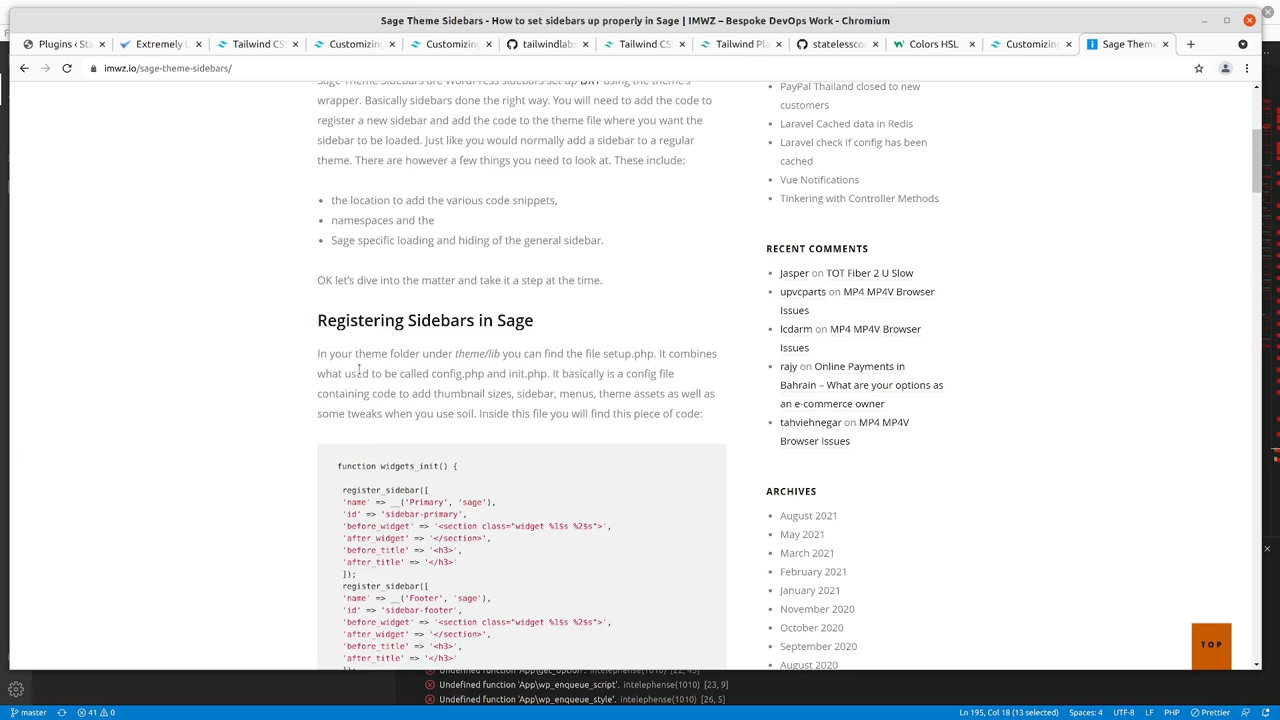 Sage Theme Sidebars - How to set sidebars up properly in Sage | IMWZ – Bespoke DevOps Work - Chromium
Plugins
Extremely
Tailwind CS
Customizing
Customizing
tailwindlabs
Tailwind CS
Tailwind Pl
statelessco
Colors HSL
Customizing
Sage Them
imwz.io/sage-theme-sidebars/
Sage Theme Sidebars are WordPress sidebars set up DRY using the theme's
wrapper. Basically sidebars done the right way. You will need to add the code to
register a new sidebar and add the code to the theme file where you want the
sidebar to be loaded. Just like you would normally add a sidebar to a regular
theme. There are however a few things you need to look at. These include:
• the location to add the various code snippets,
• namespaces and the
• Sage specific loading and hiding of the general sidebar.
OK let's dive into the matter and take it a step at the time.
Registering Sidebars in Sage
In your theme folder under theme/lib you can find the file setup.php. It combines
what used to be called config.php and init.php. It basically is a config file
containing code to add thumbnail sizes, sidebar, menus, theme assets as well as
some tweaks when you use soil. Inside this file you will find this piece of code:
function widgets_init() {
register_sidebar([
'name' => __('Primary', 'sage'),
'id' => 'sidebar-primary',
'before_widget' => '<section class="widget %1$s %2$s">',
'after_widget' => '</section>',
'before_title' => '<h3>',
'after_title' => '</h3>'
]);
register_sidebar([
'name' => __('Footer', 'sage'),
'id' => 'sidebar-footer',
'before_widget' => '<section class="widget %1$s %2$s">',
'after_widget' => '</section>',
'before_title' => '<h3>',
'after_title' => '</h3>'
PayPal Thailand closed to new
customers
• Laravel Cached data in Redis
• Laravel check if config has been
cached
• Vue Notifications
• Tinkering with Controller Methods
RECENT COMMENTS
• Jasper on TOT Fiber 2 U Slow
• upvcparts on MP4 MP4V Browser
Issues
• lcdarm on MP4 MP4V Browser
Issues
• rajy on Online Payments in
Bahrain – What are your options as
an e-commerce owner
• tahviehnegar on MP4 MP4V
Browser Issues
ARCHIVES
• August 2021
• May 2021
• March 2021
• February 2021
• January 2021
• November 2020
• October 2020
• September 2020
• August 2020
TOP
Undefined function 'App\get_option'. intelephense(1010) [22, 45]
Undefined function 'App\wp_enqueue_script'. intelephense(1010) [23, 9]
Undefined function 'App\wp_enqueue_style'. intelephense(1010) [26, 5]
master 41 0 Ln 195, Col 18 (13 selected) Spaces: 4 UTF-8 LF PHP Prettier